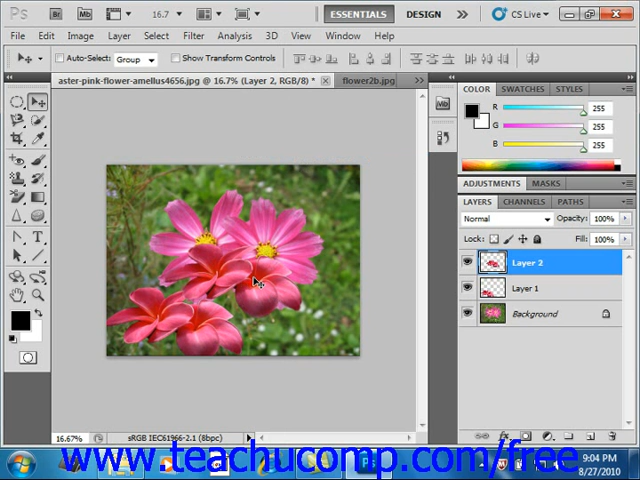 Ps Br Mb 16.7 ESSENTIALS DESIGN CS Live
File Edit Image Layer Select Filter Analysis 3D View Window Help
Auto-Select: Group Show Transform Controls
aster-pink-flower-amellus4656.jpg @ 16.7% (Layer 2, RGB/8) * flower2b.jpg
COLOR SWATCHES STYLES
R 255
G 255
B 255
ADJUSTMENTS MASKS
LAYERS CHANNELS PATHS
Normal Opacity: 100%
Lock: Fill: 100%
Layer 2
Layer 1
Background
16.67% sRGB IEC61966-2.1 (8bpc)
www.teachucomp.com/free
9:04 PM
8/27/2010